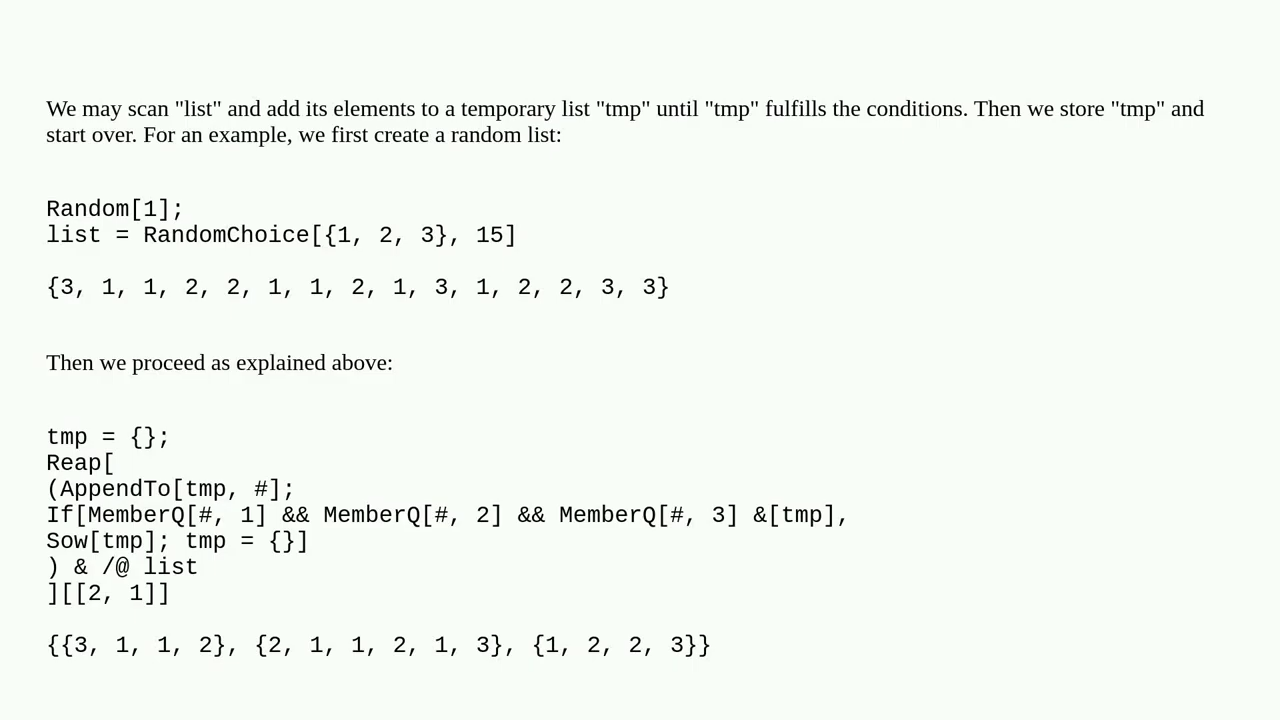 We may scan "list" and add its elements to a temporary list "tmp" until "tmp" fulfills the conditions. Then we store "tmp" and
start over. For an example, we first create a random list:
Random[1];
list = RandomChoice[{1, 2, 3}, 15]
{3, 1, 1, 2, 2, 1, 1, 2, 1, 3, 1, 2, 2, 3, 3}
Then we proceed as explained above:
tmp = {};
Reap[
(AppendTo[tmp, #];
If[MemberQ[#, 1] && MemberQ[#, 2] && MemberQ[#, 3] &[tmp],
Sow[tmp]; tmp = {}]
) & /@ list
][[2, 1]]
{{3, 1, 1, 2}, {2, 1, 1, 2, 1, 3}, {1, 2, 2, 3}}